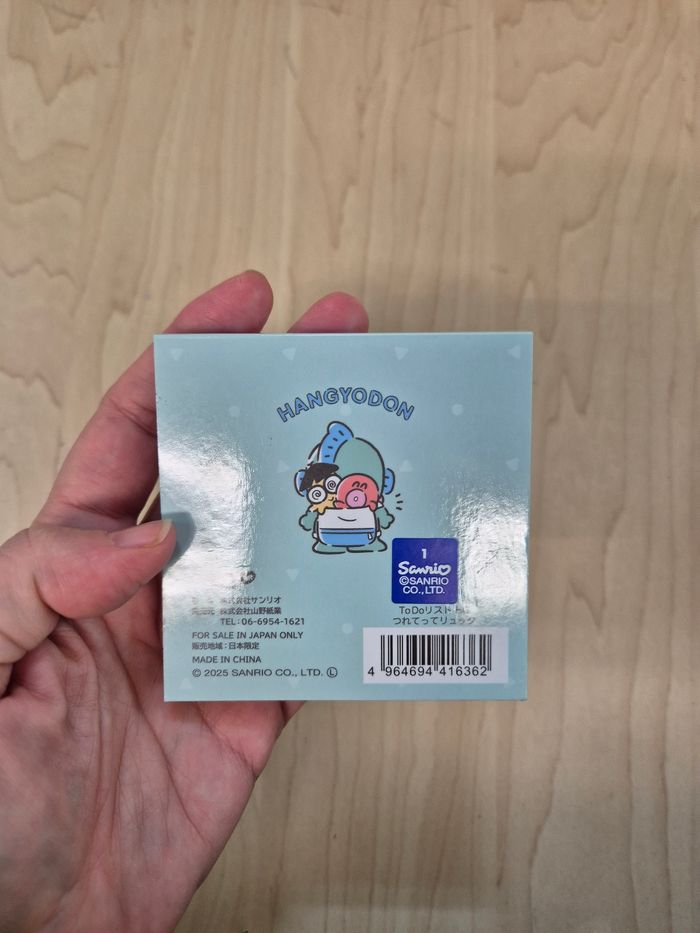 HANGYODON
1
Sanrio
©SANRIO
CO.,LTD.
株式会社サンリオ
株式会社山野紙業
TEL:06-6954-1621
FOR SALE IN JAPAN ONLY
販売地域:日本限定
MADE IN CHINA
© 2025 SANRIO CO., LTD. Ⓛ
ToDoリスト
つれてってリュック
4 964694 416362